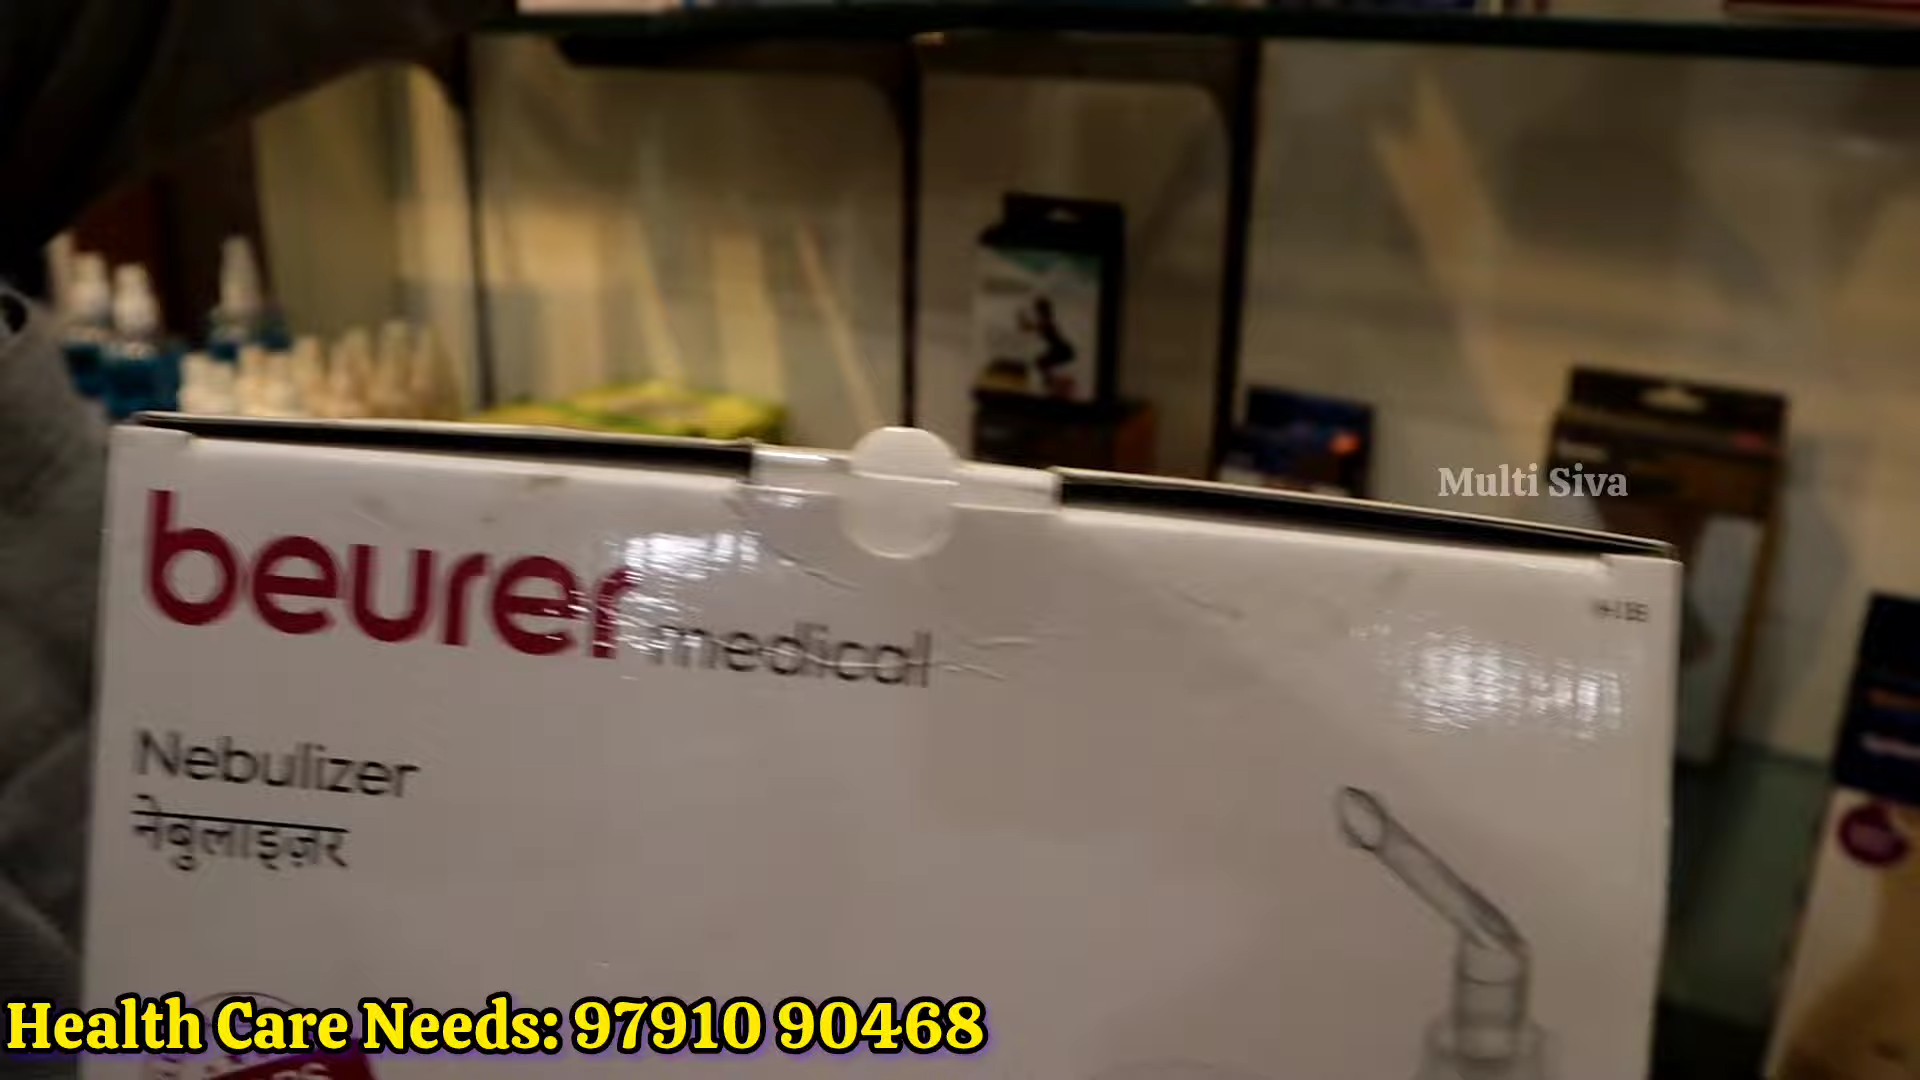 Multi Siva
beurer medical
Nebulizer
नेबुलाइज़र
Health Care Needs: 97910 90468